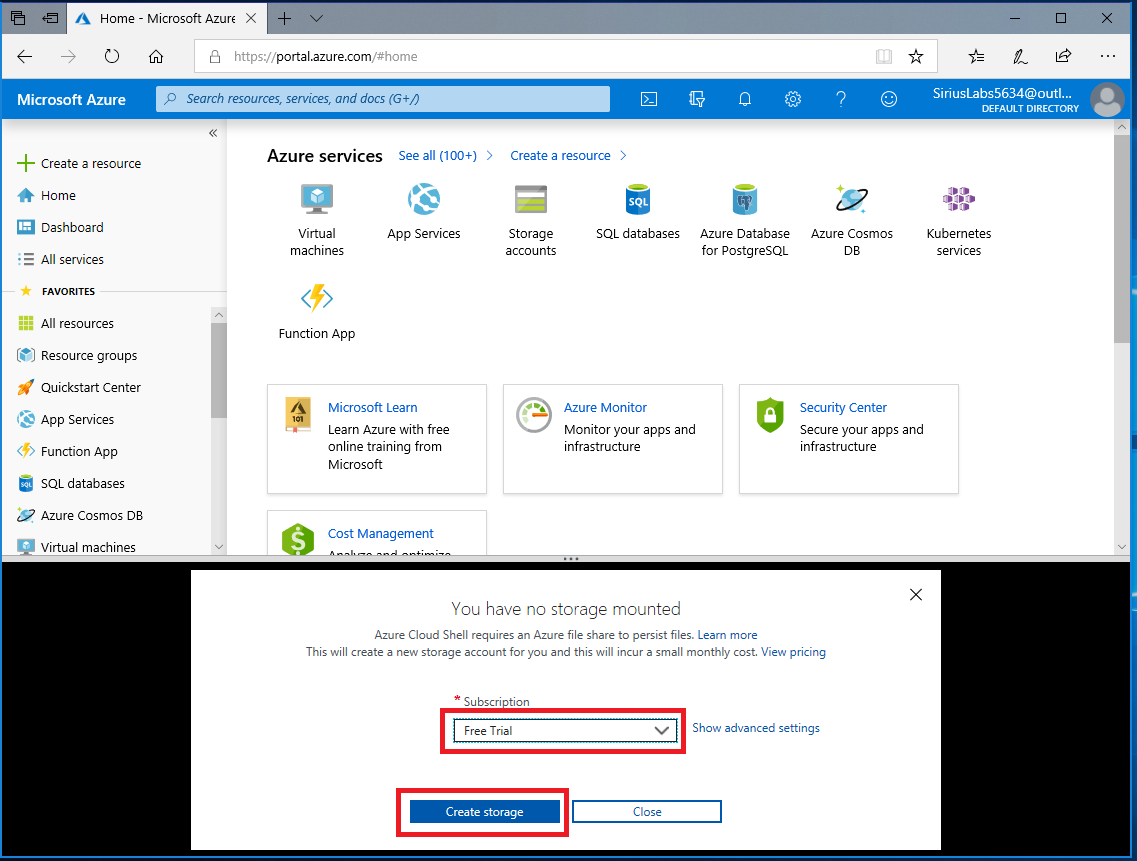 Home - Microsoft Azure
https://portal.azure.com/#home
Microsoft Azure
Search resources, services, and docs (G+/)
SiriusLabs5634@outl...
DEFAULT DIRECTORY
Create a resource
Home
Dashboard
All services
FAVORITES
All resources
Resource groups
Quickstart Center
App Services
Function App
SQL databases
Azure Cosmos DB
Virtual machines
Azure services
See all (100+)
Create a resource
Virtual
machines
App Services
Storage
accounts
SQL
SQL databases
Azure Database
for PostgreSQL
Azure Cosmos
DB
Kubernetes
services
Function App
101
Microsoft Learn
Learn Azure with free
online training from
Microsoft
Azure Monitor
Monitor your apps and
infrastructure
Security Center
Secure your apps and
infrastructure
Cost Management
Analyze and optimize
You have no storage mounted
Azure Cloud Shell requires an Azure file share to persist files. Learn more
This will create a new storage account for you and this will incur a small monthly cost. View pricing
* Subscription
Free Trial
Show advanced settings
Create storage
Close